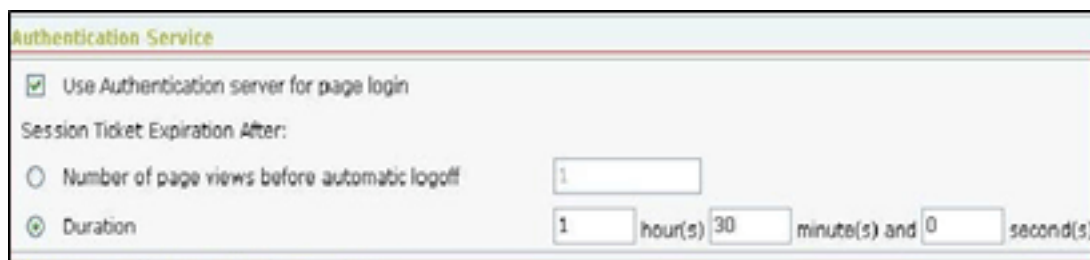 Authentication Service
Use Authentication server for page login
Session Ticket Expiration After:
Number of page views before automatic logoff 1
Duration 1 hour(s) 30 minute(s) and 0 second(s)